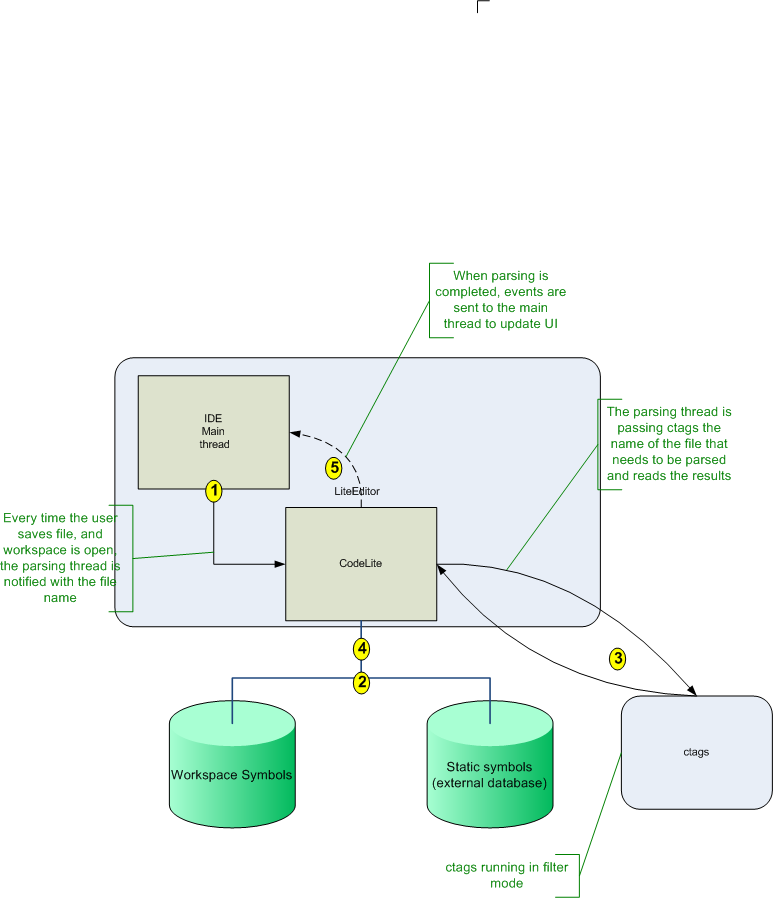 When parsing is
completed, events are
sent to the main
thread to update UI
IDE
Main
thread
The parsing thread is
passing ctags the
name of the file that
needs to be parsed
and reads the results
5
1
LiteEditor
Every time the user
saves file, and
workspace is open,
the parsing thread is
notified with the file
name
CodeLite
4
3
2
Workspace Symbols
Static symbols
(external database)
ctags
ctags running in filter
mode